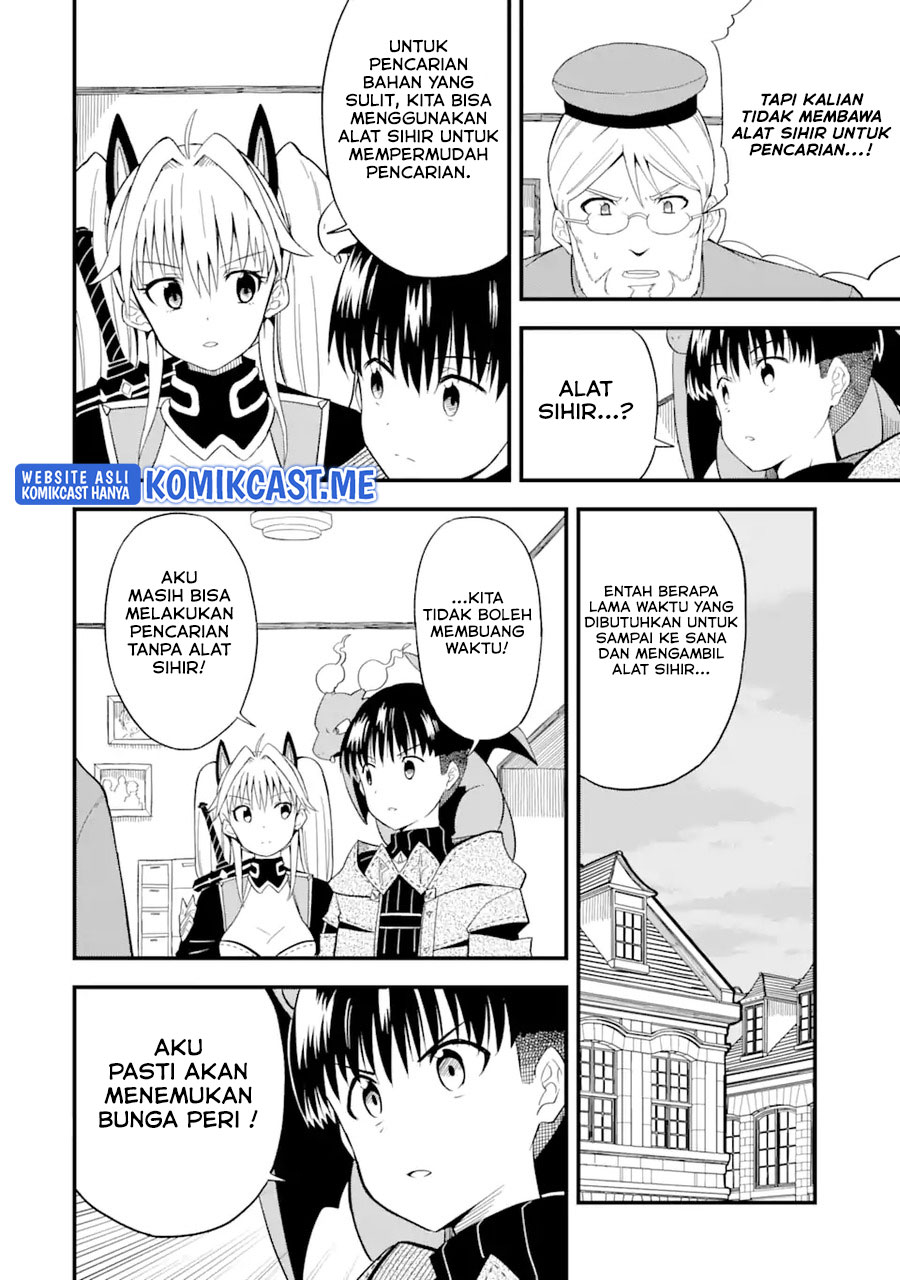 TAPI KALIAN
TIDAK MEMBAWA
ALAT SIHIR UNTUK
PENCARIAN...!
UNTUK
PENCARIAN
BAHAN YANG
SULIT, KITA BISA
MENGGUNAKAN
ALAT SIHIR UNTUK
MEMPERMUDAH
PENCARIAN.
ALAT
SIHIR...?
WEBSITE ASLI
KOMIKCAST HANYA
KOMIKCAST.ME
ENTAH BERAPA
LAMA WAKTU YANG
DIBUTUHKAN UNTUK
SAMPAI KE SANA
DAN MENGAMBIL
ALAT SIHIR...
...KITA
TIDAK BOLEH
MEMBUANG
WAKTU!
AKU
MASIH BISA
MELAKUKAN
PENCARIAN
TANPA ALAT
SIHIR!
AKU
PASTI AKAN
MENEMUKAN
BUNGA PERI !